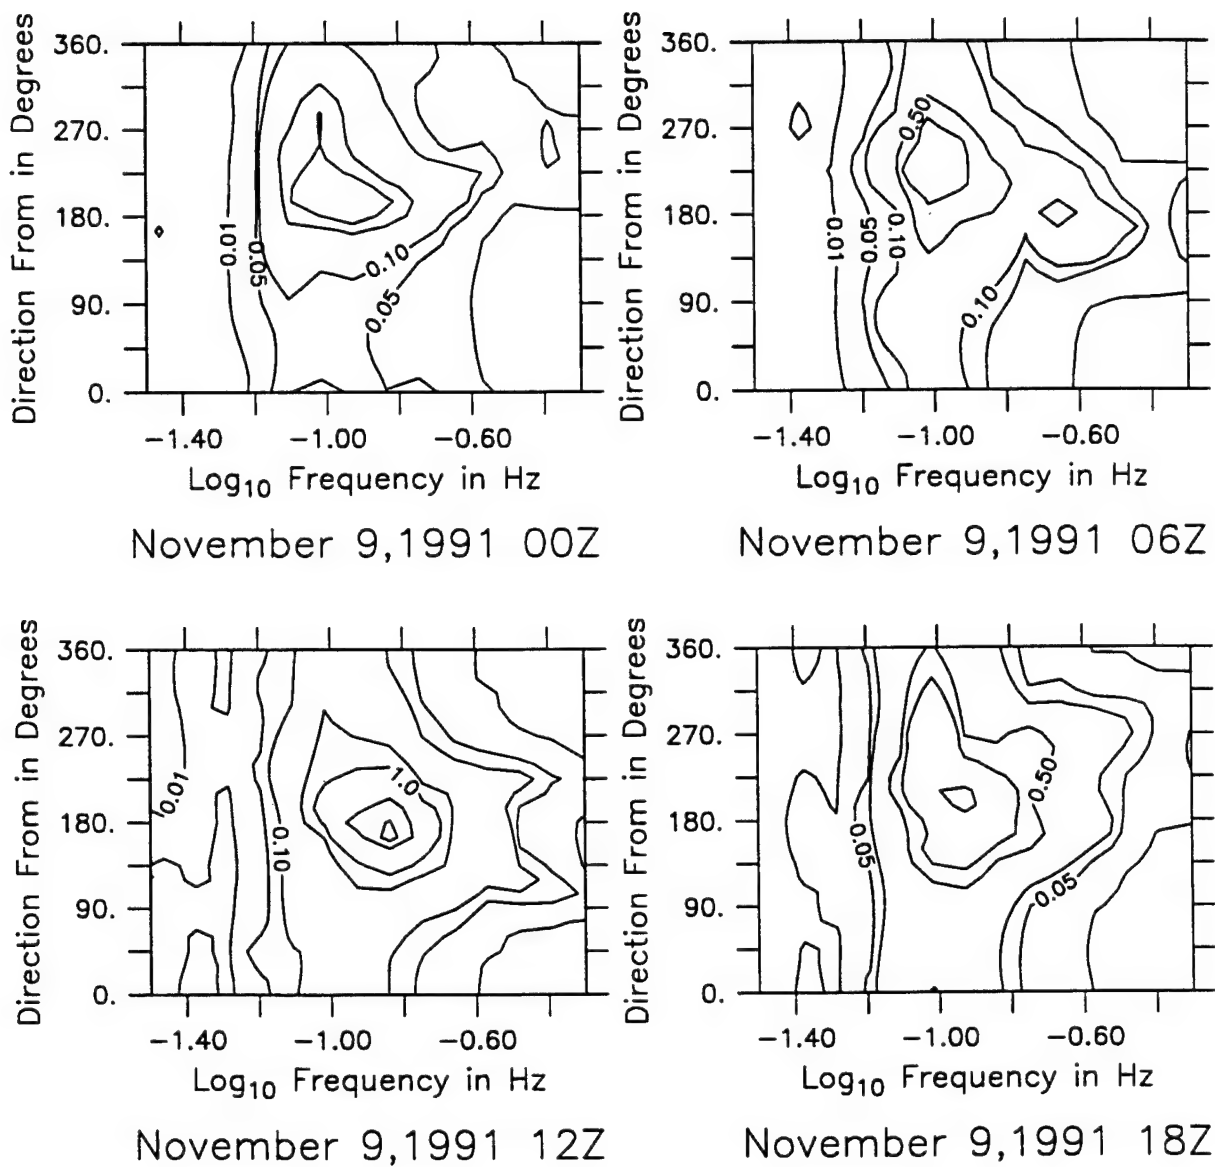 Direction From in Degrees
360.
270.
180.
90.
0.
0.01
0.05
0.10
0.05
-1.40 -1.00 -0.60
Log10 Frequency in Hz
November 9,1991 00Z
Direction From in Degrees
360.
270.
180.
90.
0.
0.50
0.01
0.05
0.10
0.10
-1.40 -1.00 -0.60
Log10 Frequency in Hz
November 9,1991 06Z
Direction From in Degrees
360.
270.
180.
90.
0.
0.01
1.0
0.10
-1.40 -1.00 -0.60
Log10 Frequency in Hz
November 9,1991 12Z
Direction From in Degrees
360.
270.
180.
90.
0.
0.50
0.05
0.05
-1.40 -1.00 -0.60
Log10 Frequency in Hz
November 9,1991 18Z